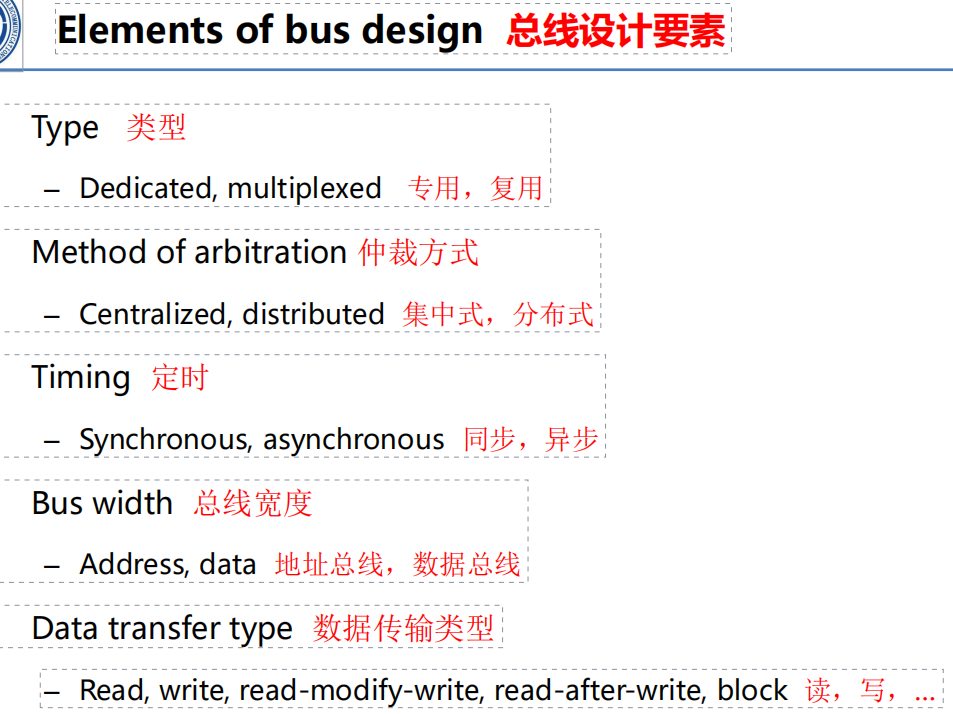 Elements of bus design 总线设计要素
Type 类型
– Dedicated, multiplexed 专用，复用
Method of arbitration 仲裁方式
– Centralized, distributed 集中式，分布式
Timing 定时
– Synchronous, asynchronous 同步，异步
Bus width 总线宽度
– Address, data 地址总线，数据总线
Data transfer type 数据传输类型
– Read, write, read-modify-write, read-after-write, block 读，写，…